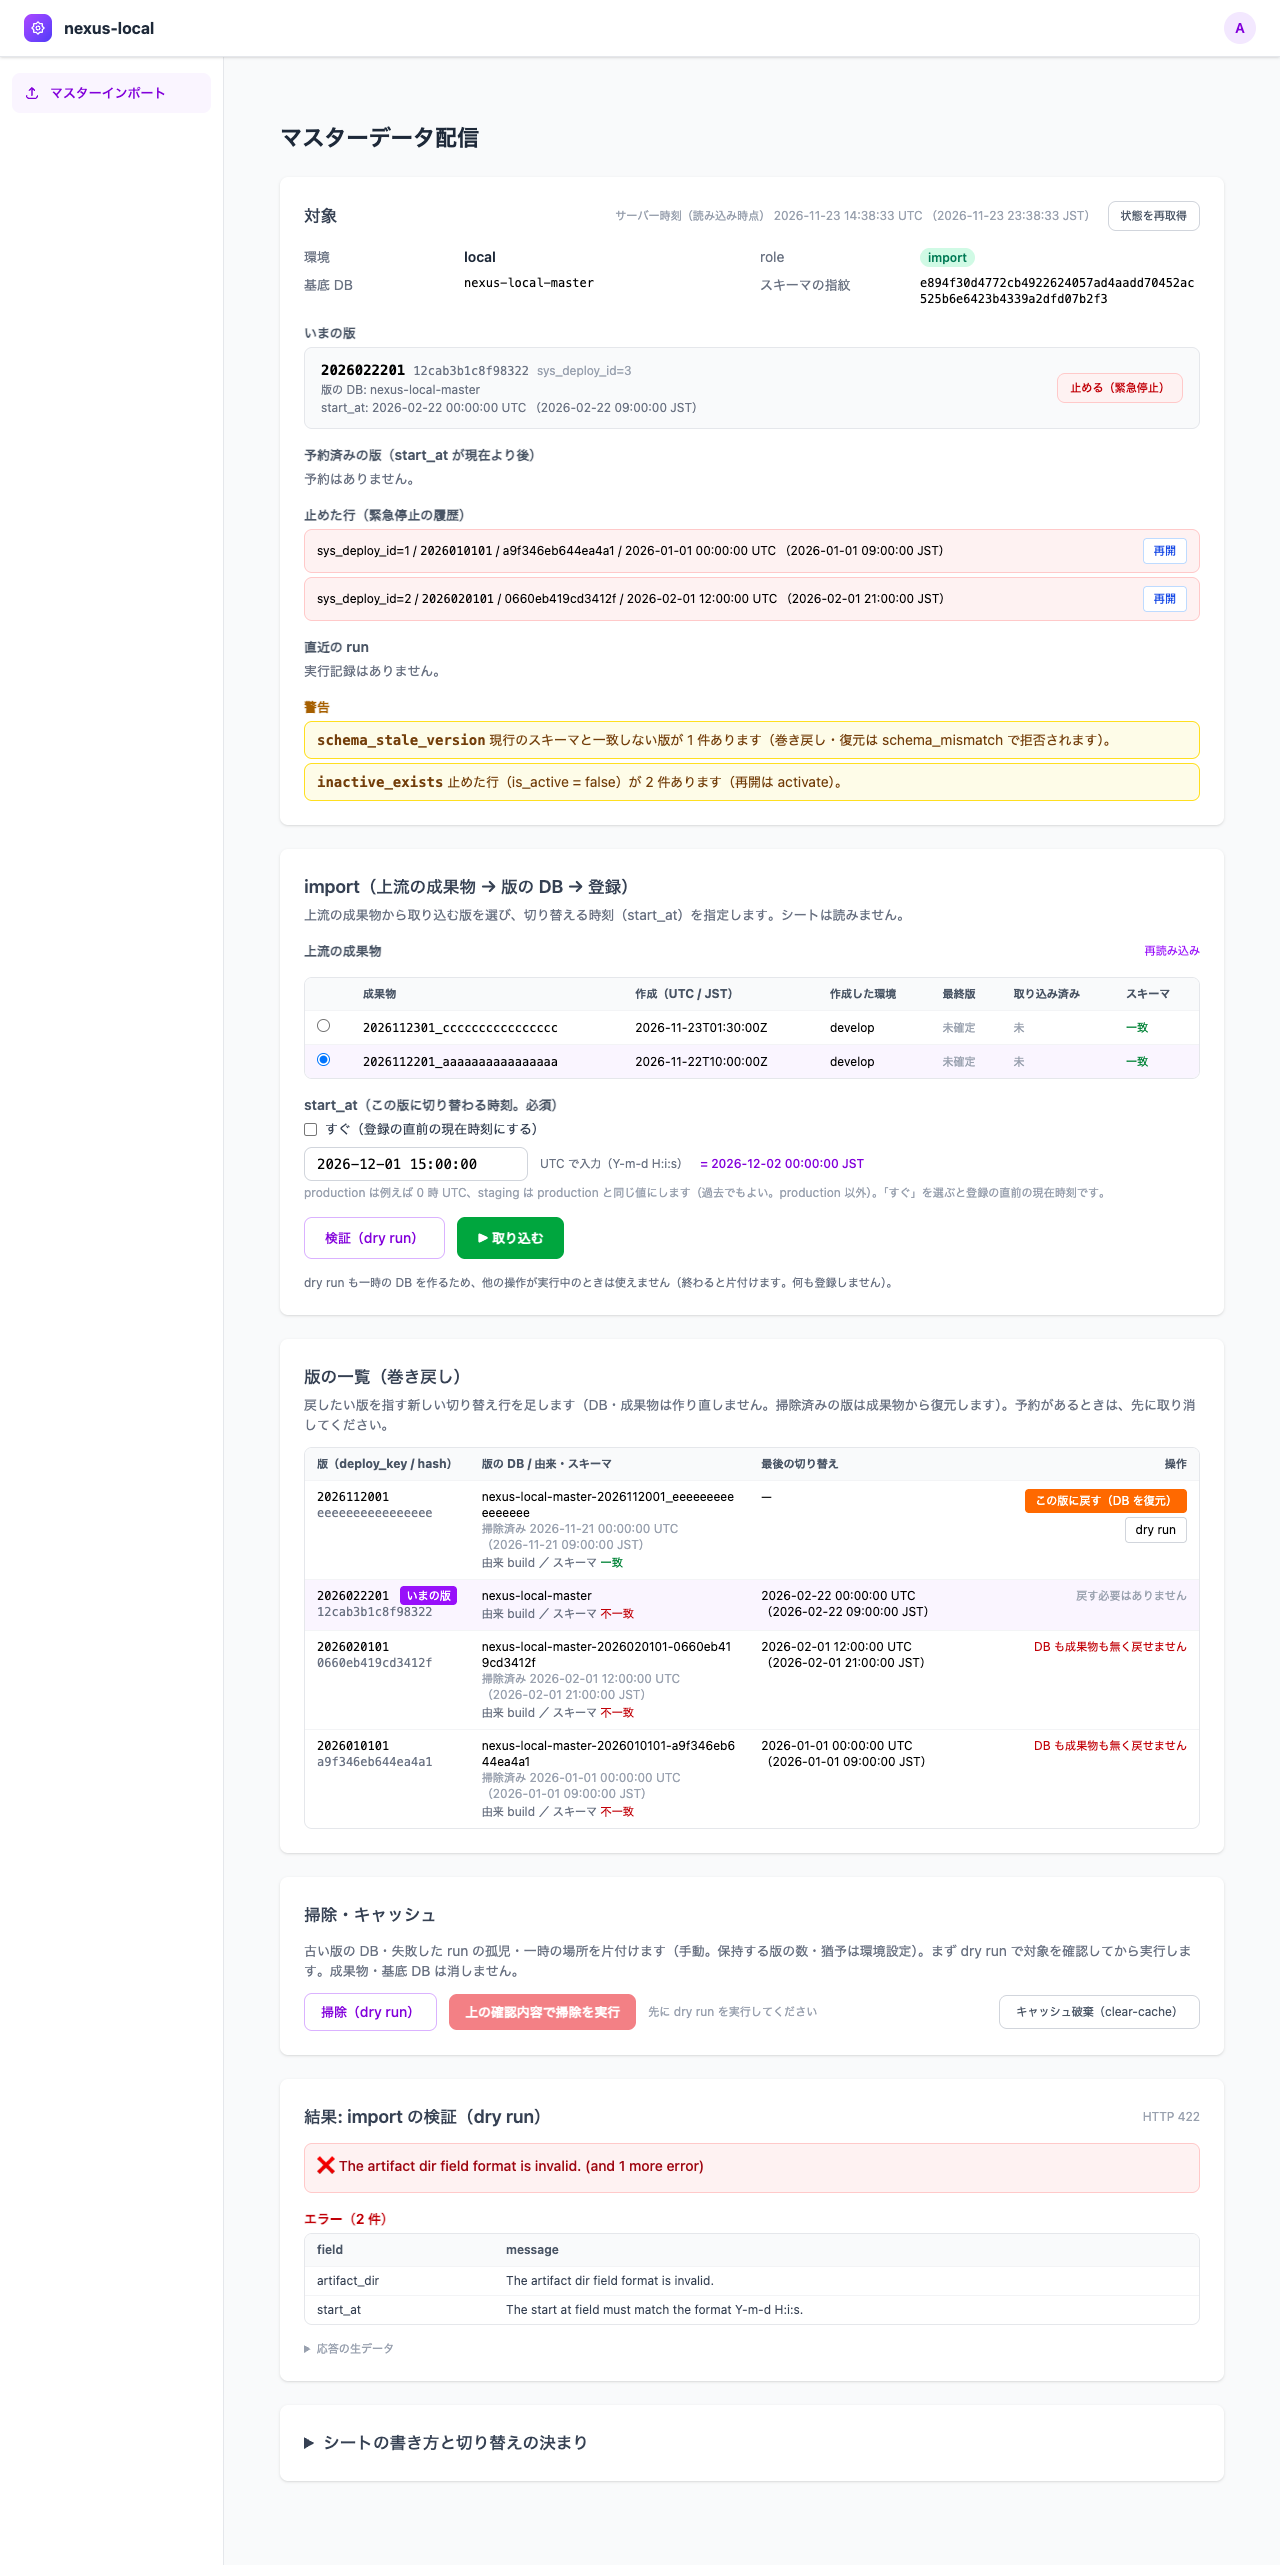 nexus-local
A
マスターインポート
マスターデータ配信
対象
サーバー時刻（読み込み時点） 2026-11-23 14:38:33 UTC （2026-11-23 23:38:33 JST）
状態を再取得
環境
local
role
import
基底 DB
nexus-local-master
スキーマの指紋
e894f30d4772cb4922624057ad4aadd70452ac
525b6e6423b4339a2dfd07b2f3
いまの版
2026022201 12cab3b1c8f98322 sys_deploy_id=3
版の DB: nexus-local-master
start_at: 2026-02-22 00:00:00 UTC （2026-02-22 09:00:00 JST）
止める（緊急停止）
予約済みの版（start_at が現在より後）
予約はありません。
止めた行（緊急停止の履歴）
sys_deploy_id=1 / 2026010101 / a9f346eb644ea4a1 / 2026-01-01 00:00:00 UTC （2026-01-01 09:00:00 JST）
再開
sys_deploy_id=2 / 2026020101 / 0660eb419cd3412f / 2026-02-01 12:00:00 UTC （2026-02-01 21:00:00 JST）
再開
直近の run
実行記録はありません。
警告
schema_stale_version 現行のスキーマと一致しない版が 1 件あります（巻き戻し・復元は schema_mismatch で拒否されます）。
inactive_exists 止めた行（is_active = false）が 2 件あります（再開は activate）。
import（上流の成果物 → 版の DB → 登録）
上流の成果物から取り込む版を選び、切り替える時刻（start_at）を指定します。シートは読みません。
上流の成果物
再読み込み
成果物 作成（UTC / JST） 作成した環境 最終版 取り込み済み スキーマ
2026112301_cccccccccccccccc 2026-11-23T01:30:00Z develop 未確定 未 一致
2026112201_aaaaaaaaaaaaaaaa 2026-11-22T10:00:00Z develop 未確定 未 一致
start_at（この版に切り替わる時刻。必須）
すぐ（登録の直前の現在時刻にする）
2026-12-01 15:00:00 UTC で入力（Y-m-d H:i:s） = 2026-12-02 00:00:00 JST
production は例えば 0 時 UTC、staging は production と同じ値にします（過去でもよい。production 以外）。「すぐ」を選ぶと登録の直前の現在時刻です。
検証（dry run）
▶ 取り込む
dry run も一時の DB を作るため、他の操作が実行中のときは使えません（終わると片付けます。何も登録しません）。
版の一覧（巻き戻し）
戻したい版を指す新しい切り替え行を足します（DB・成果物は作り直しません。掃除済みの版は成果物から復元します）。予約があるときは、先に取り消
してください。
版（deploy_key / hash） 版の DB / 由来・スキーマ 最後の切り替え 操作
2026112001
eeeeeeeeeeeeeeee
nexus-local-master-2026112001_eeeeeeeee
eeeeeee
掃除済み 2026-11-21 00:00:00 UTC
（2026-11-21 09:00:00 JST）
由来 build ／ スキーマ 一致
—
この版に戻す（DB を復元）
dry run
2026022201 いまの版
12cab3b1c8f98322
nexus-local-master
由来 build ／ スキーマ 不一致
2026-02-22 00:00:00 UTC
（2026-02-22 09:00:00 JST）
戻す必要はありません
2026020101
0660eb419cd3412f
nexus-local-master-2026020101-0660eb41
9cd3412f
掃除済み 2026-02-01 12:00:00 UTC
（2026-02-01 21:00:00 JST）
由来 build ／ スキーマ 不一致
2026-02-01 12:00:00 UTC
（2026-02-01 21:00:00 JST）
DB も成果物も無く戻せません
2026010101
a9f346eb644ea4a1
nexus-local-master-2026010101-a9f346eb6
44ea4a1
掃除済み 2026-01-01 00:00:00 UTC
（2026-01-01 09:00:00 JST）
由来 build ／ スキーマ 不一致
2026-01-01 00:00:00 UTC
（2026-01-01 09:00:00 JST）
DB も成果物も無く戻せません
掃除・キャッシュ
古い版の DB・失敗した run の孤児・一時の場所を片付けます（手動。保持する版の数・猶予は環境設定）。まず dry run で対象を確認してから実行しま
す。成果物・基底 DB は消しません。
掃除（dry run）
上の確認内容で掃除を実行
先に dry run を実行してください
キャッシュ破棄（clear-cache）
結果: import の検証（dry run）
HTTP 422
❌ The artifact dir field format is invalid. (and 1 more error)
エラー（2 件）
field message
artifact_dir The artifact dir field format is invalid.
start_at The start at field must match the format Y-m-d H:i:s.
▶ 応答の生データ
▶ シートの書き方と切り替えの決まり